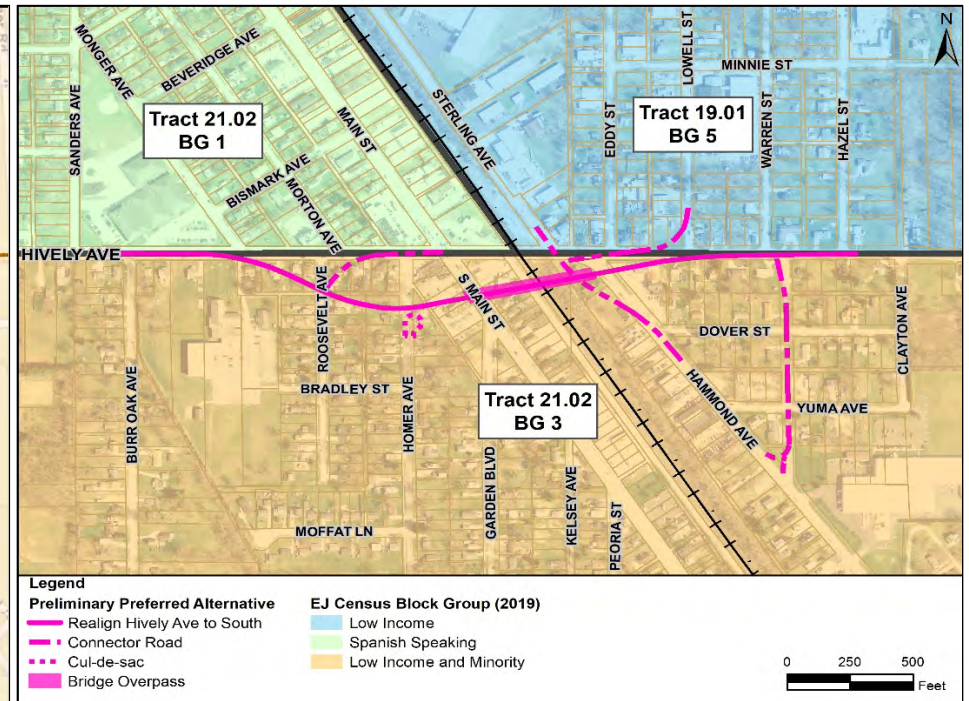 N
MONGER AVE
BEVERIDGE AVE
SANDERS AVE
Tract 21.02
BG 1
MAIN ST
BISMARK AVE
MORTON AVE
STERLING AVE
EDDY ST
LOWELL ST
MINNIE ST
Tract 19.01
BG 5
WARREN ST
HAZEL ST
HIVELY AVE
ROOSEVELT AVE
S MAIN ST
DOVER ST
CLAYTON AVE
BURR OAK AVE
BRADLEY ST
HOMER AVE
Tract 21.02
BG 3
HAMMOND AVE
YUMA AVE
GARDEN BLVD
KELSEY AVE
PEORIA ST
MOFFAT LN
Legend
Preliminary Preferred Alternative
Realign Hively Ave to South
Connector Road
Cul-de-sac
Bridge Overpass
EJ Census Block Group (2019)
Low Income
Spanish Speaking
Low Income and Minority
0 250 500
Feet